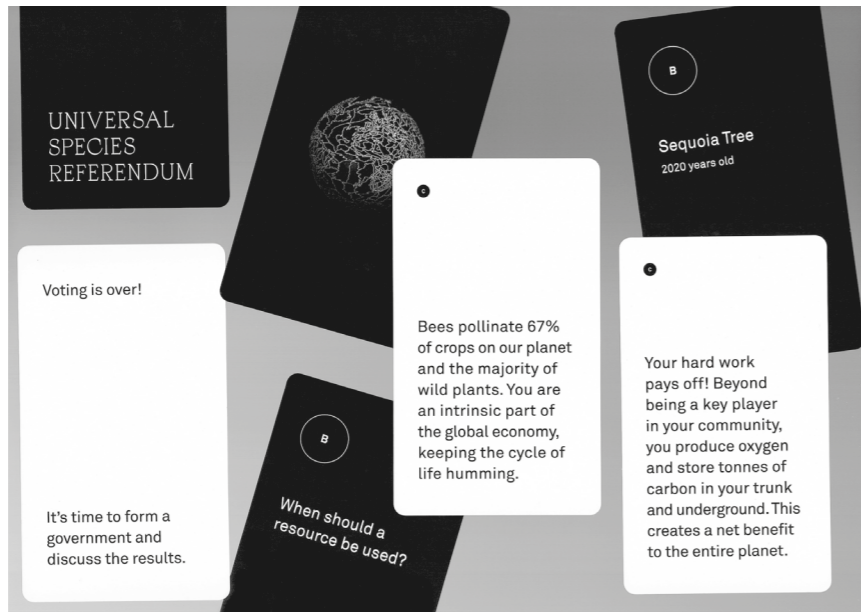 UNIVERSAL
SPECIES
REFERENDUM
B
Sequoia Tree
2020 years old
Voting is over!
It's time to form a
government and
discuss the results.
B
When should a
resource be used?
C
Bees pollinate 67%
of crops on our planet
and the majority of
wild plants. You are
an intrinsic part of
the global economy,
keeping the cycle of
life humming.
C
Your hard work
pays off! Beyond
being a key player
in your community,
you produce oxygen
and store tonnes of
carbon in your trunk
and underground. This
creates a net benefit
to the entire planet.